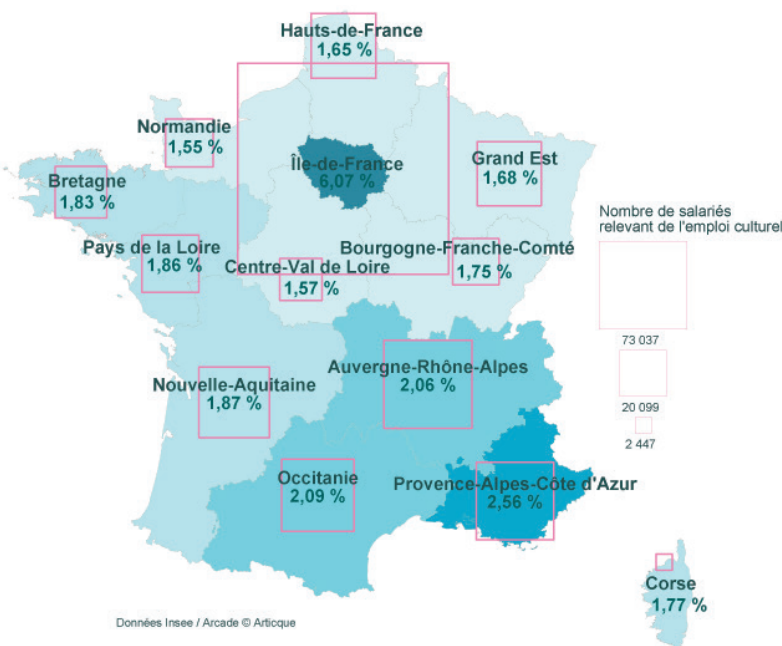 Hauts-de-France
1,65 %
Normandie
1,55 %
Île-de-France
6,07 %
Grand Est
1,68 %
Bretagne
1,83 %
Pays de la Loire
1,86 %
Centre-Val de Loire
1,57 %
Bourgogne-Franche-Comté
1,75 %
Nombre de salariés
relevant de l'emploi culturel
73 037
20 099
2 447
Auvergne-Rhône-Alpes
2,06 %
Nouvelle-Aquitaine
1,87 %
Occitanie
2,09 %
Provence-Alpes-Côte d'Azur
2,56 %
Corse
1,77 %
Données Insee / Arcade © Articque